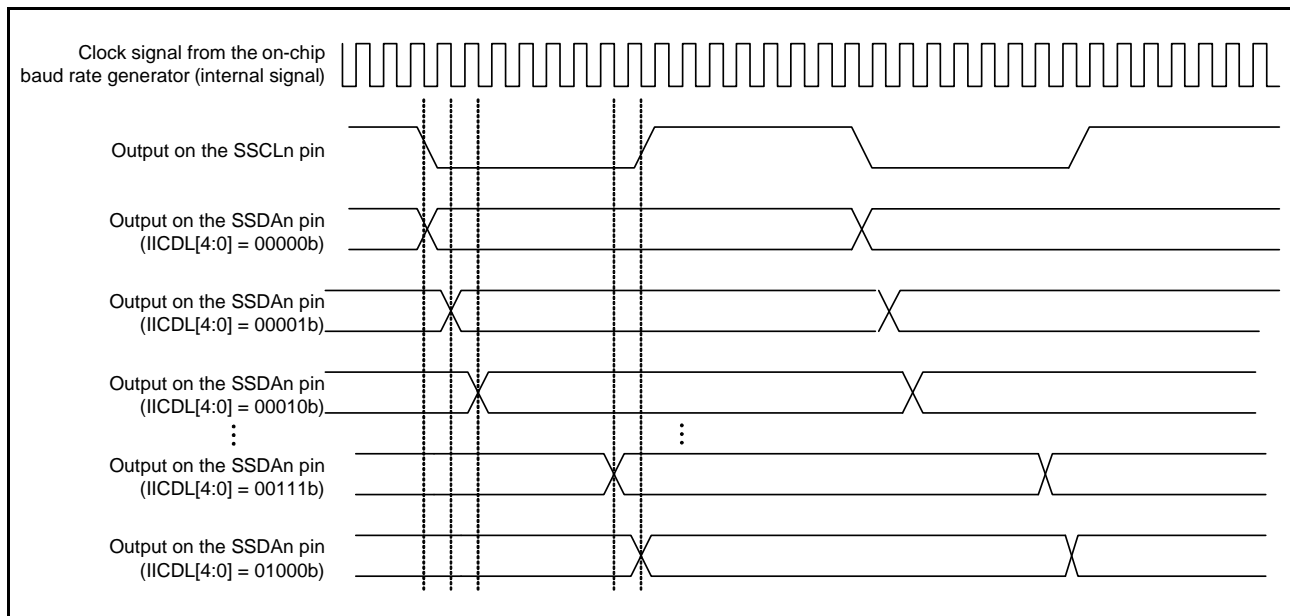 Clock signal from the on-chip
baud rate generator (internal signal)
Output on the SSCLn pin
Output on the SSDAn pin
(IICDL[4:0] = 00000b)
Output on the SSDAn pin
(IICDL[4:0] = 00001b)
Output on the SSDAn pin
(IICDL[4:0] = 00010b)
Output on the SSDAn pin
(IICDL[4:0] = 00111b)
Output on the SSDAn pin
(IICDL[4:0] = 01000b)